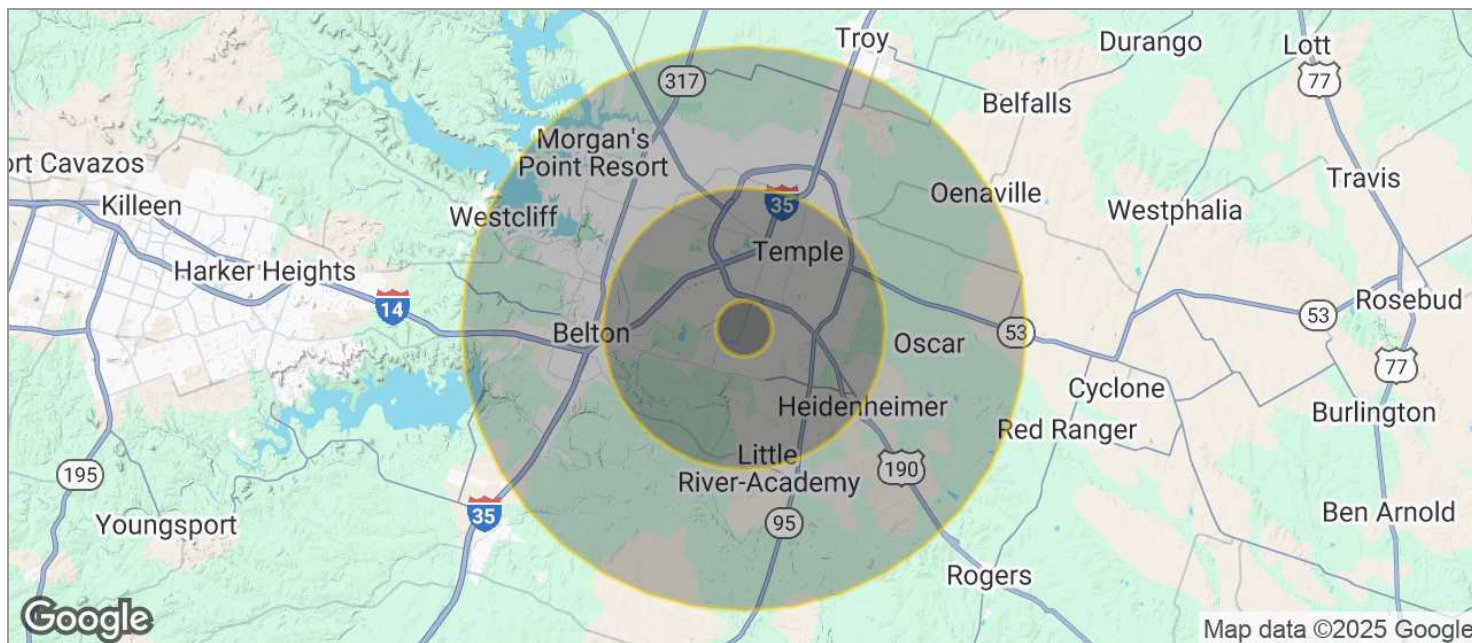 Troy
Durango
Lott
317
77
Belfalls
Morgan's
Point Resort
ort Cavazos
Killeen
Westcliff
35
Oenaville
Westphalia
Travis
Temple
Harker Heights
14
Belton
Oscar
53
53
Rosebud
77
Cyclone
Heidenheimer
Red Ranger
Burlington
Little
River-Academy
190
195
35
95
Youngsport
Ben Arnold
Rogers
Google
Map data ©2025 Google